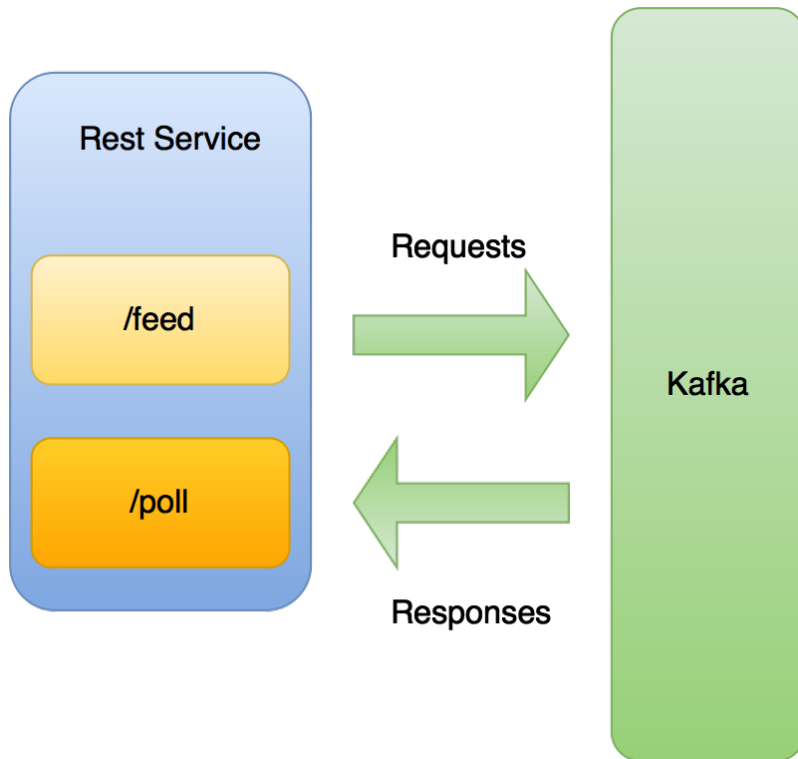 Rest Service
Requests
/feed
Kafka
/poll
Responses